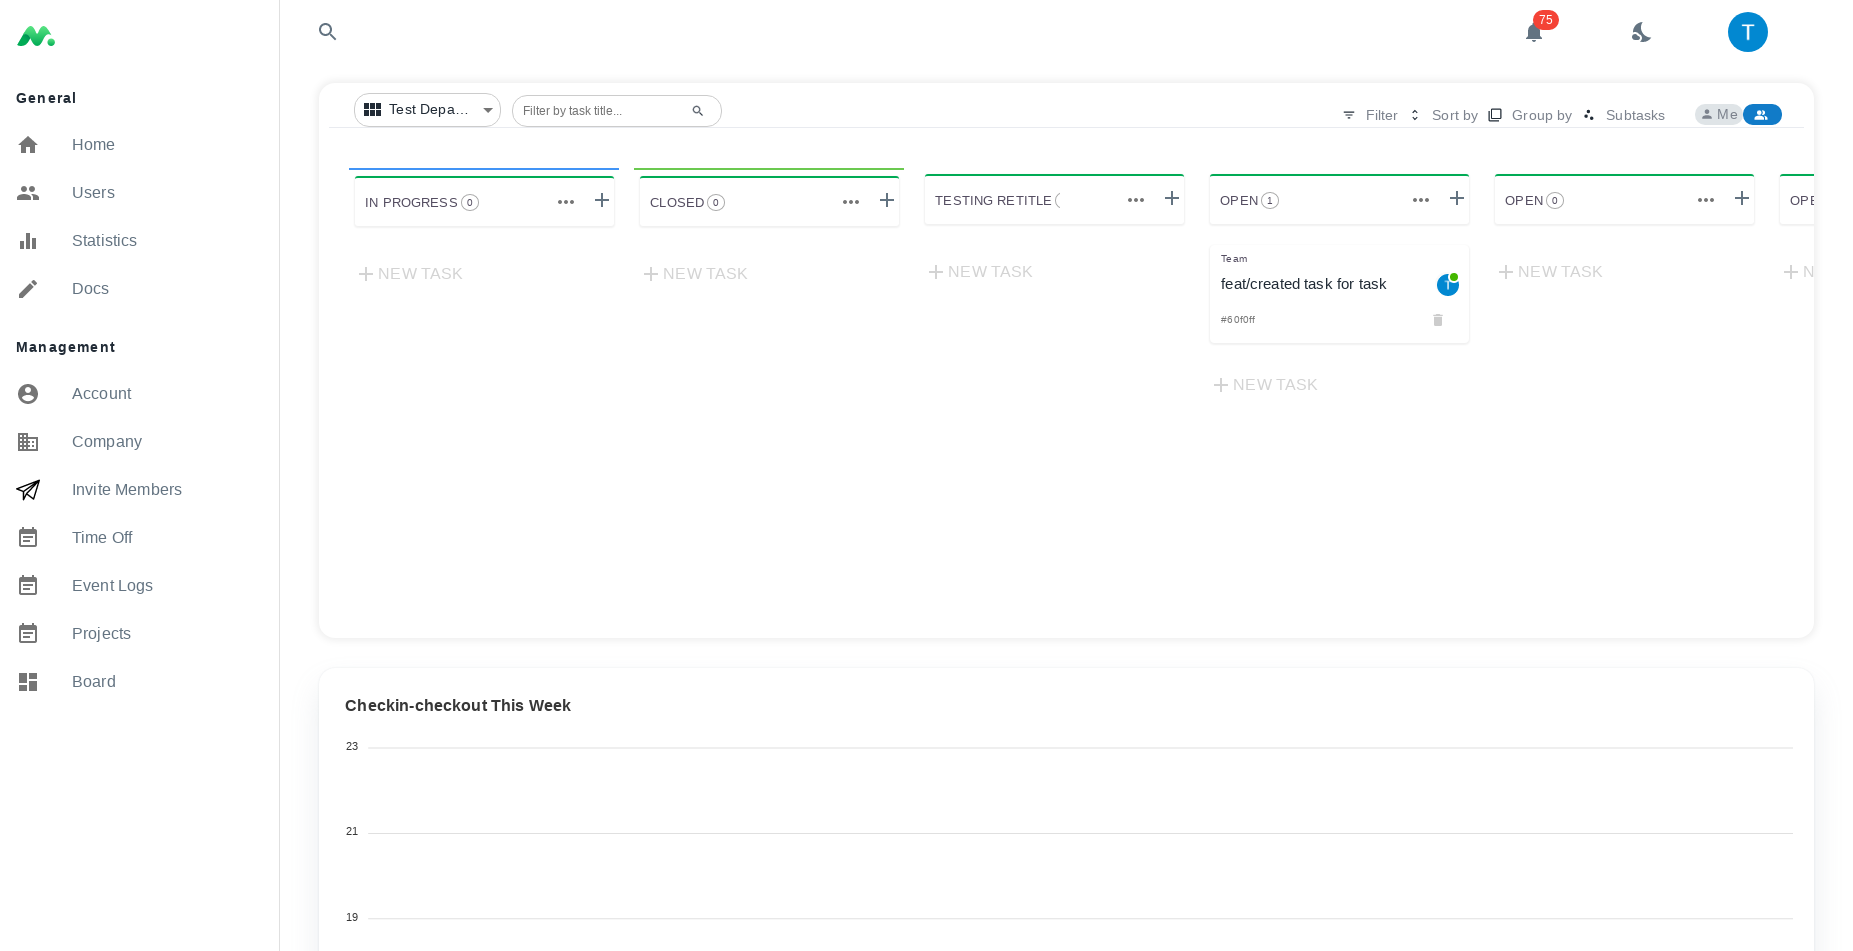 General
Home
Users
Statistics
Docs
Management
Account
Company
Invite Members
Time Off
Event Logs
Projects
Board
75
T
Test Depa...
Filter by task title...
Filter
Sort by
Group by
Subtasks
Me
IN PROGRESS 0
CLOSED 0
TESTING RETITLE
OPEN 1
OPEN 0
OPE
NEW TASK
NEW TASK
NEW TASK
Team
feat/created task for task
T
#60f0ff
NEW TASK
NEW TASK
N
Checkin-checkout This Week
23
21
19